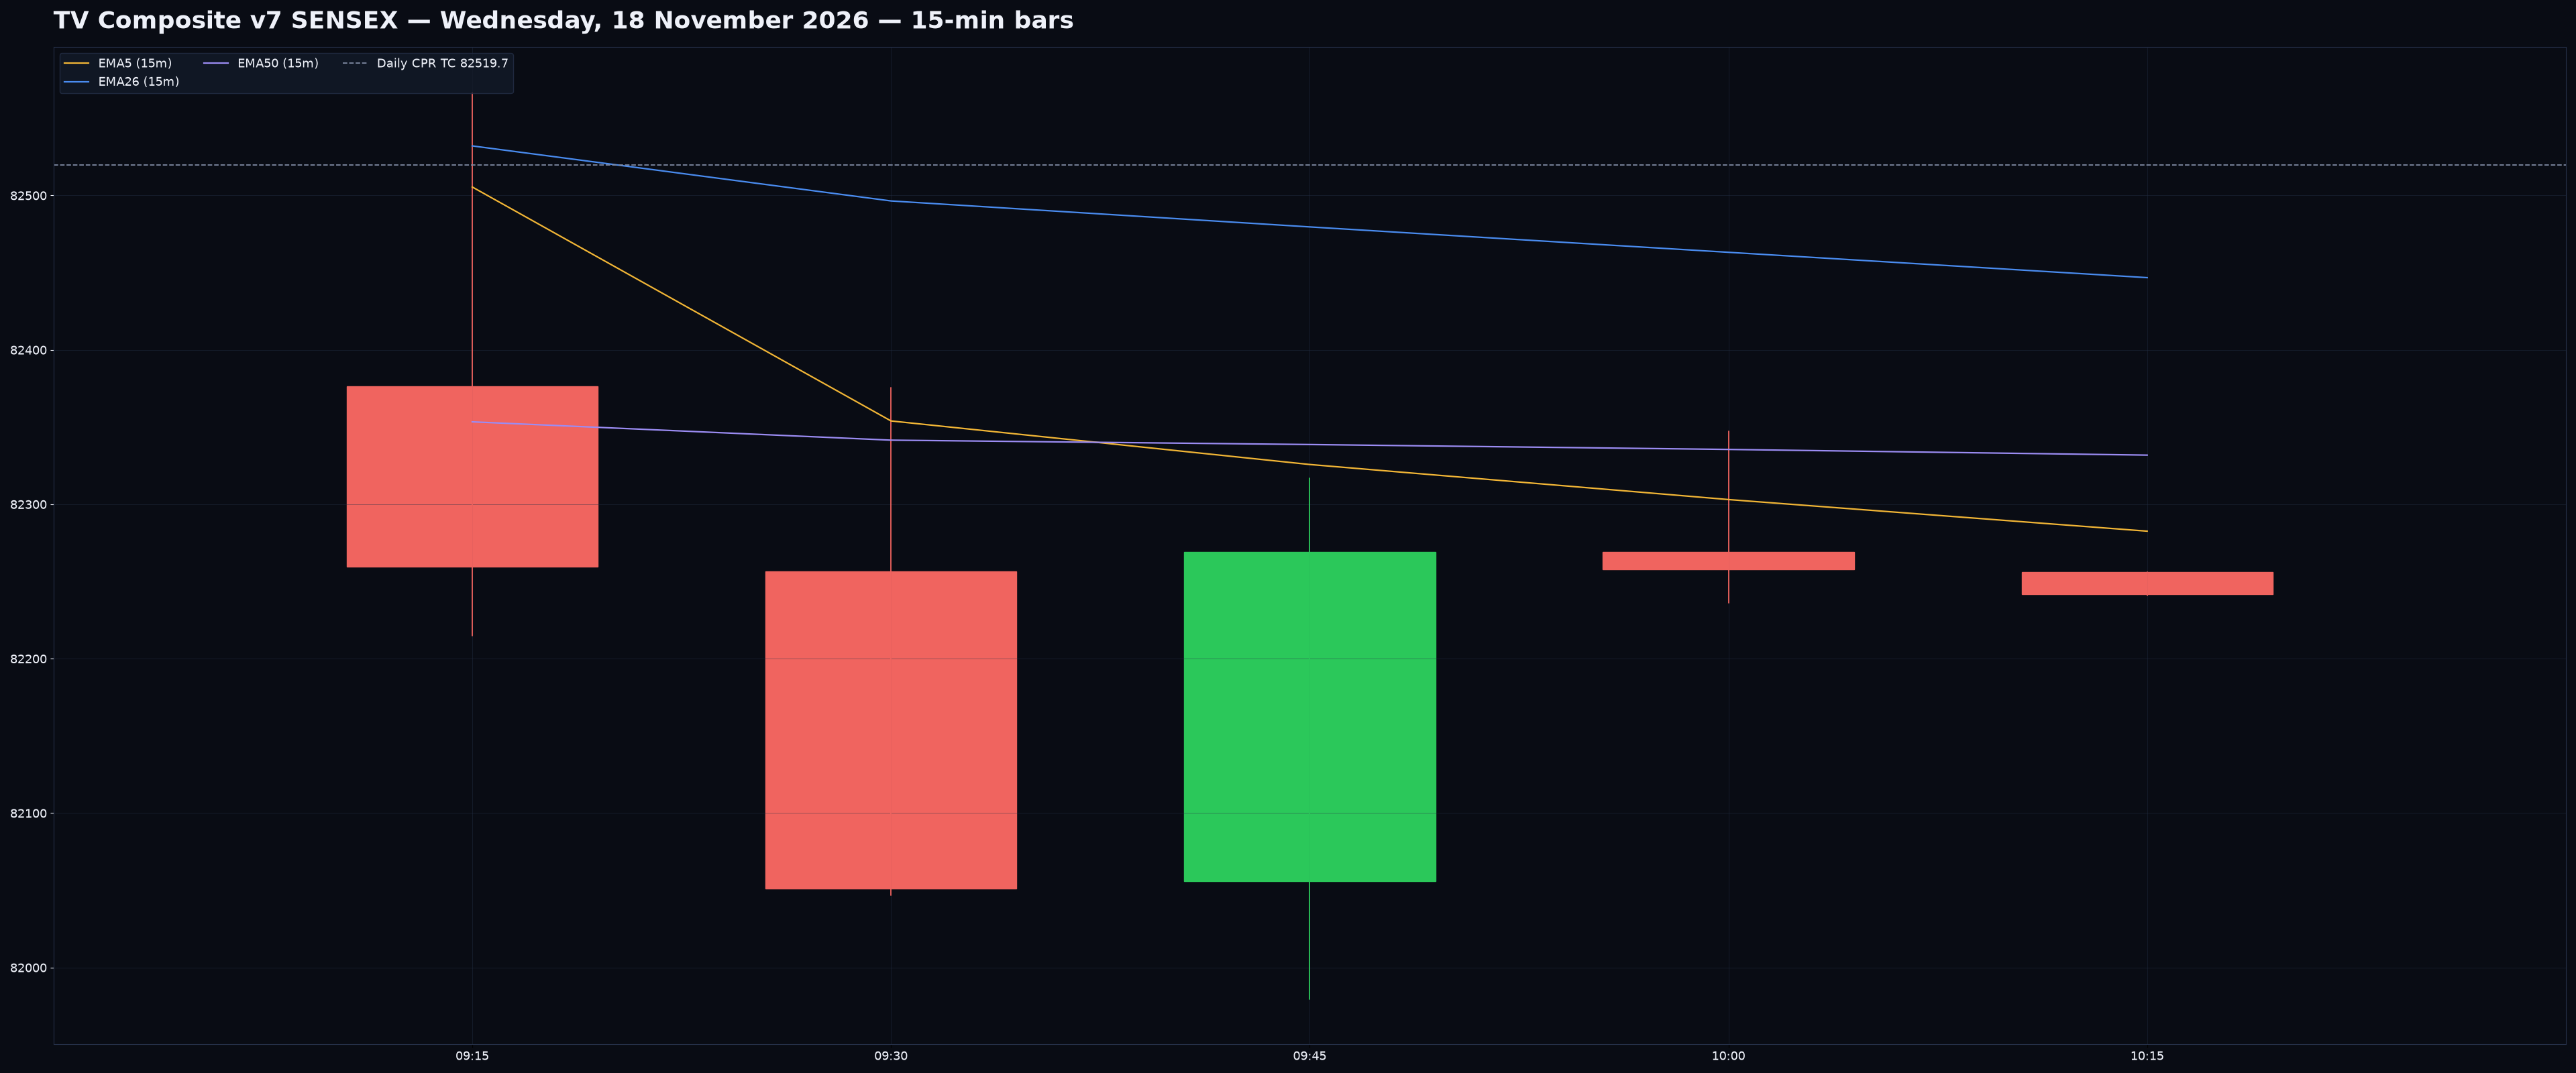 TV Composite v7 SENSEX — Wednesday, 18 November 2026 — 15-min bars
EMA5 (15m) EMA50 (15m) Daily CPR TC 82519.7
EMA26 (15m)
82500
82400
82300
82200
82100
82000
09:15 09:30 09:45 10:00 10:15